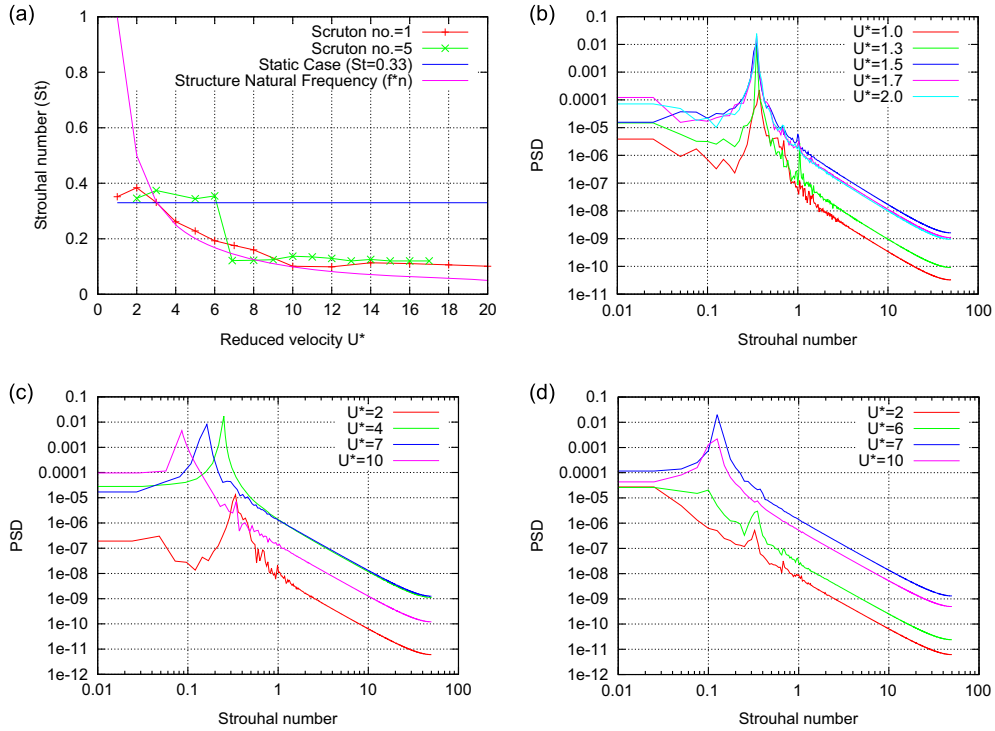 (a)
Scruton no.=1
Scruton no.=5
Static Case (St=0.33)
Structure Natural Frequency (f*n)
Strouhal number (St)
1
0.8
0.6
0.4
0.2
0
0 2 4 6 8 10 12 14 16 18 20
Reduced velocity U*
(b)
U*=1.0
U*=1.3
U*=1.5
U*=1.7
U*=2.0
PSD
0.1
0.01
0.001
0.0001
1e-05
1e-06
1e-07
1e-08
1e-09
1e-10
1e-11
0.01 0.1 1 10 100
Strouhal number
(c)
U*=2
U*=4
U*=7
U*=10
PSD
0.1
0.01
0.001
0.0001
1e-05
1e-06
1e-07
1e-08
1e-09
1e-10
1e-11
1e-12
0.01 0.1 1 10 100
Strouhal number
(d)
U*=2
U*=6
U*=7
U*=10
PSD
0.1
0.01
0.001
0.0001
1e-05
1e-06
1e-07
1e-08
1e-09
1e-10
1e-11
1e-12
0.01 0.1 1 10 100
Strouhal number